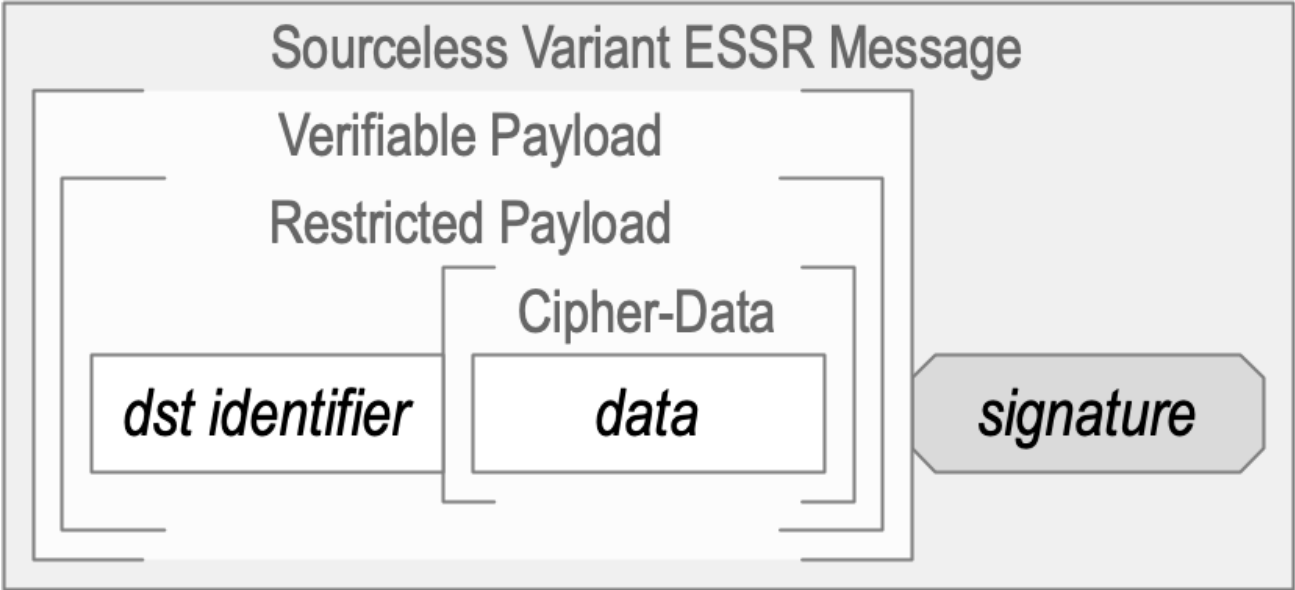 Sourceless Variant ESSR Message
Verifiable Payload
Restricted Payload
Cipher-Data
dst identifier data signature